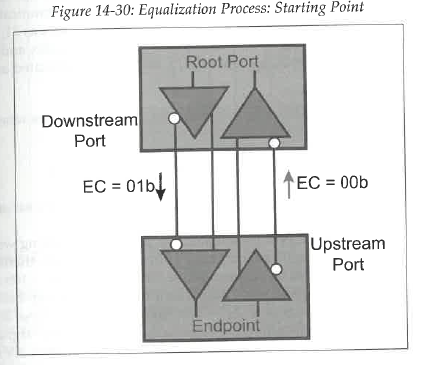 Figure 14-30: Equalization Process: Starting Point
Root Port
Downstream
Port
EC = 01b
EC = 00b
Upstream
Port
Endpoint